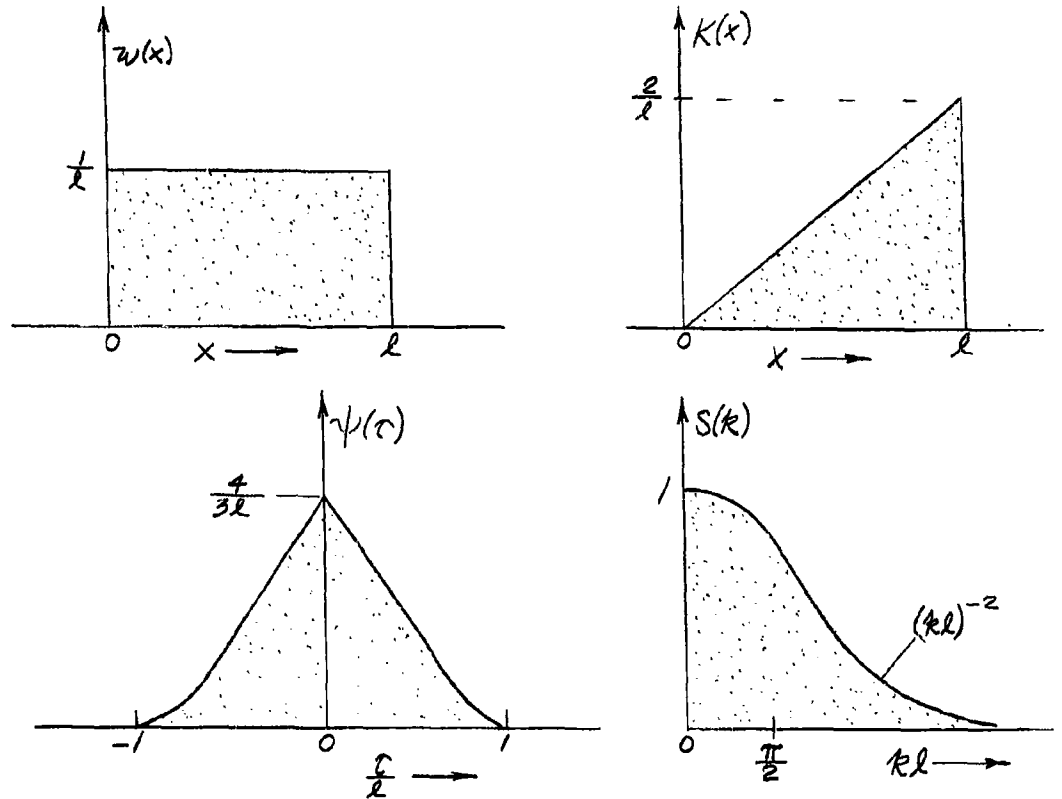 w(x)
1/l
0
x
l
K(x)
2/l
0
x
l
ψ(τ)
4/3l
-1
0
1
τ/l
S(k)
1
(kl)⁻²
0
π/2
kl